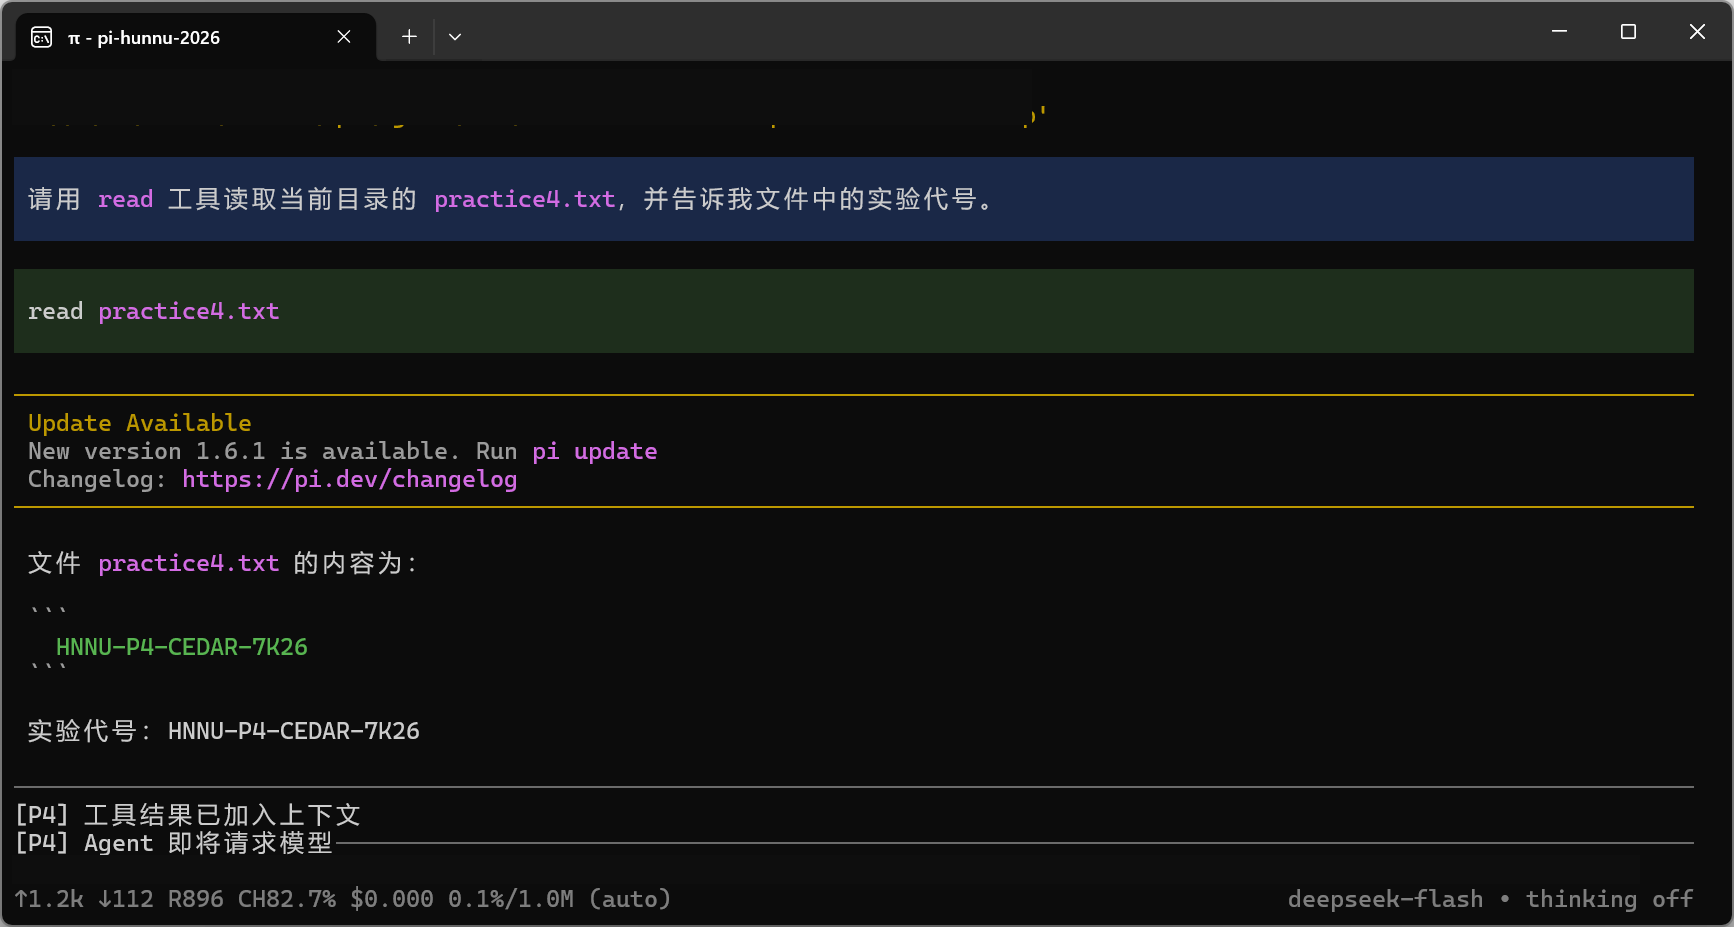 π - pi-hunnu-2026
请用 read 工具读取当前目录的 practice4.txt, 并告诉我文件中的实验代号。
read practice4.txt
Update Available
New version 1.6.1 is available. Run pi update
Changelog: https://pi.dev/changelog
文件 practice4.txt 的内容为:
```
HNNU-P4-CEDAR-7K26
```
实验代号: HNNU-P4-CEDAR-7K26
[P4] 工具结果已加入上下文
[P4] Agent 即将请求模型
↑1.2k ↓112 R896 CH82.7% $0.000 0.1%/1.0M (auto)
deepseek-flash • thinking off